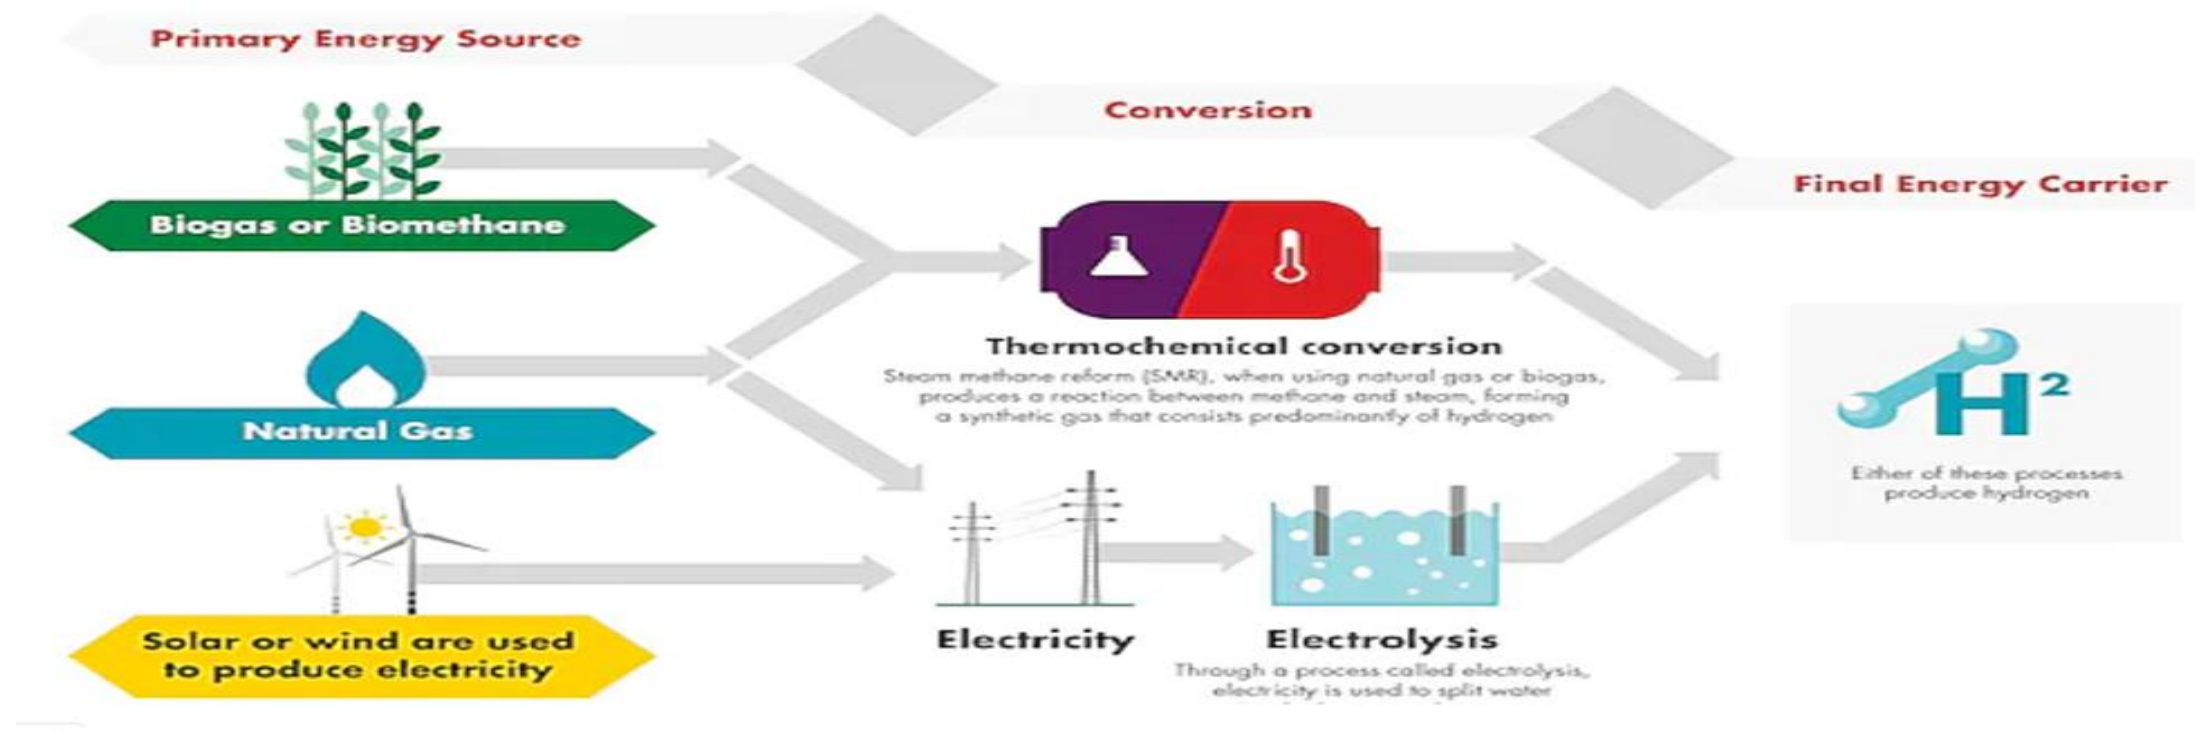 Primary Energy Source
Conversion
Final Energy Carrier
Biogas or Biomethane
Natural Gas
Solar or wind are used
to produce electricity
Thermochemical conversion
Steam methane reform (SMR), when using natural gas or biogas,
produces a reaction between methane and steam, forming
a synthetic gas that consists predominantly of hydrogen
Electricity
Electrolysis
Through a process called electrolysis,
electricity is used to split water
H²
Either of these processes
produce hydrogen